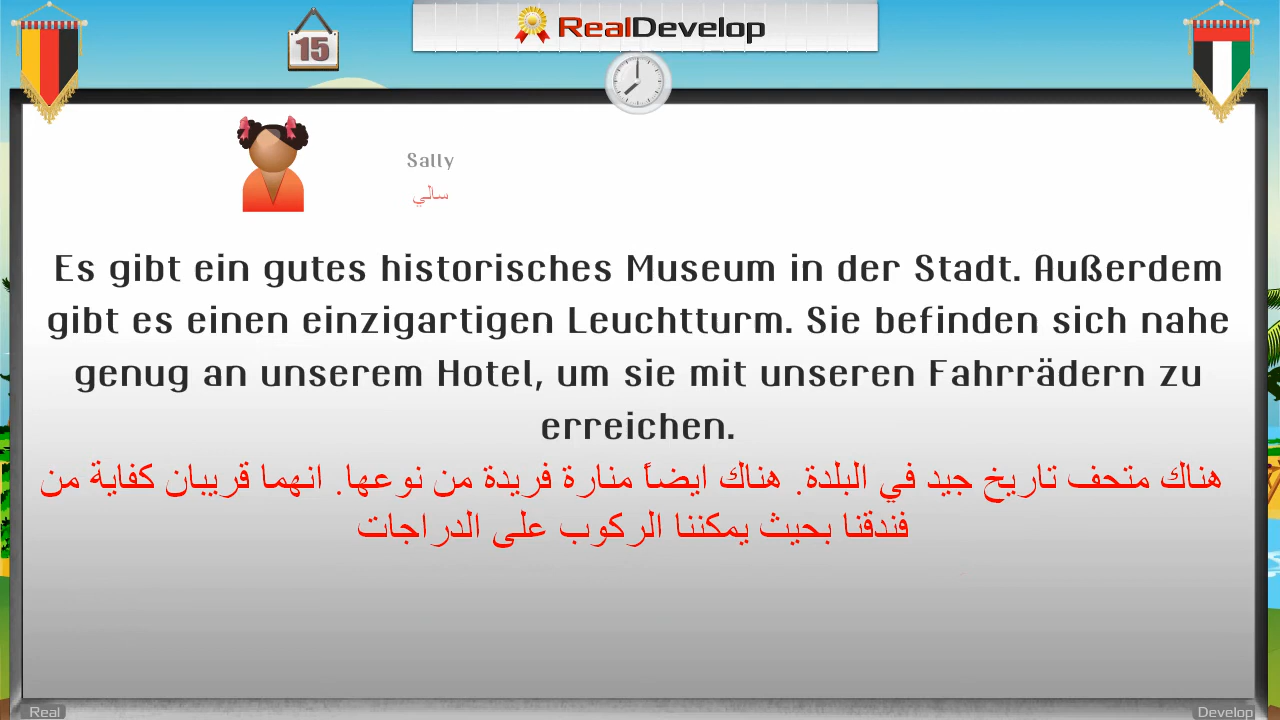 15
RealDevelop
Sally
سالي
Es gibt ein gutes historisches Museum in der Stadt. Außerdem
gibt es einen einzigartigen Leuchtturm. Sie befinden sich nahe
genug an unserem Hotel, um sie mit unseren Fahrrädern zu
erreichen.
هناك متحف تاريخ جيد في البلدة. هناك ايضاً منارة فريدة من نوعها. انهما قريبان كفاية من
فندقنا بحيث يمكننا الركوب على الدراجات
Real
Develop